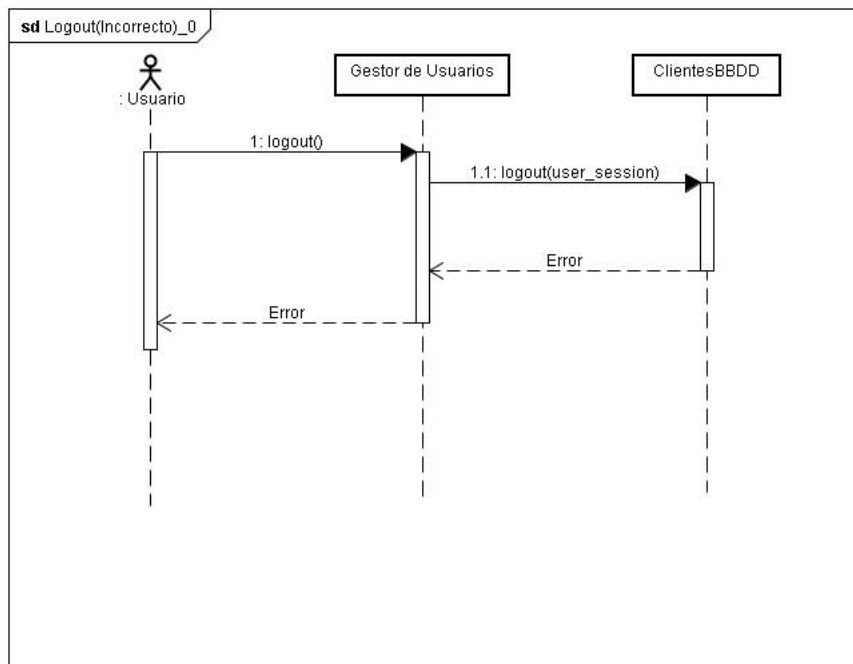 sd Logout(Incorrecto)_0
: Usuario
Gestor de Usuarios
ClientesBBDD
1: logout()
1.1: logout(user_session)
Error
Error